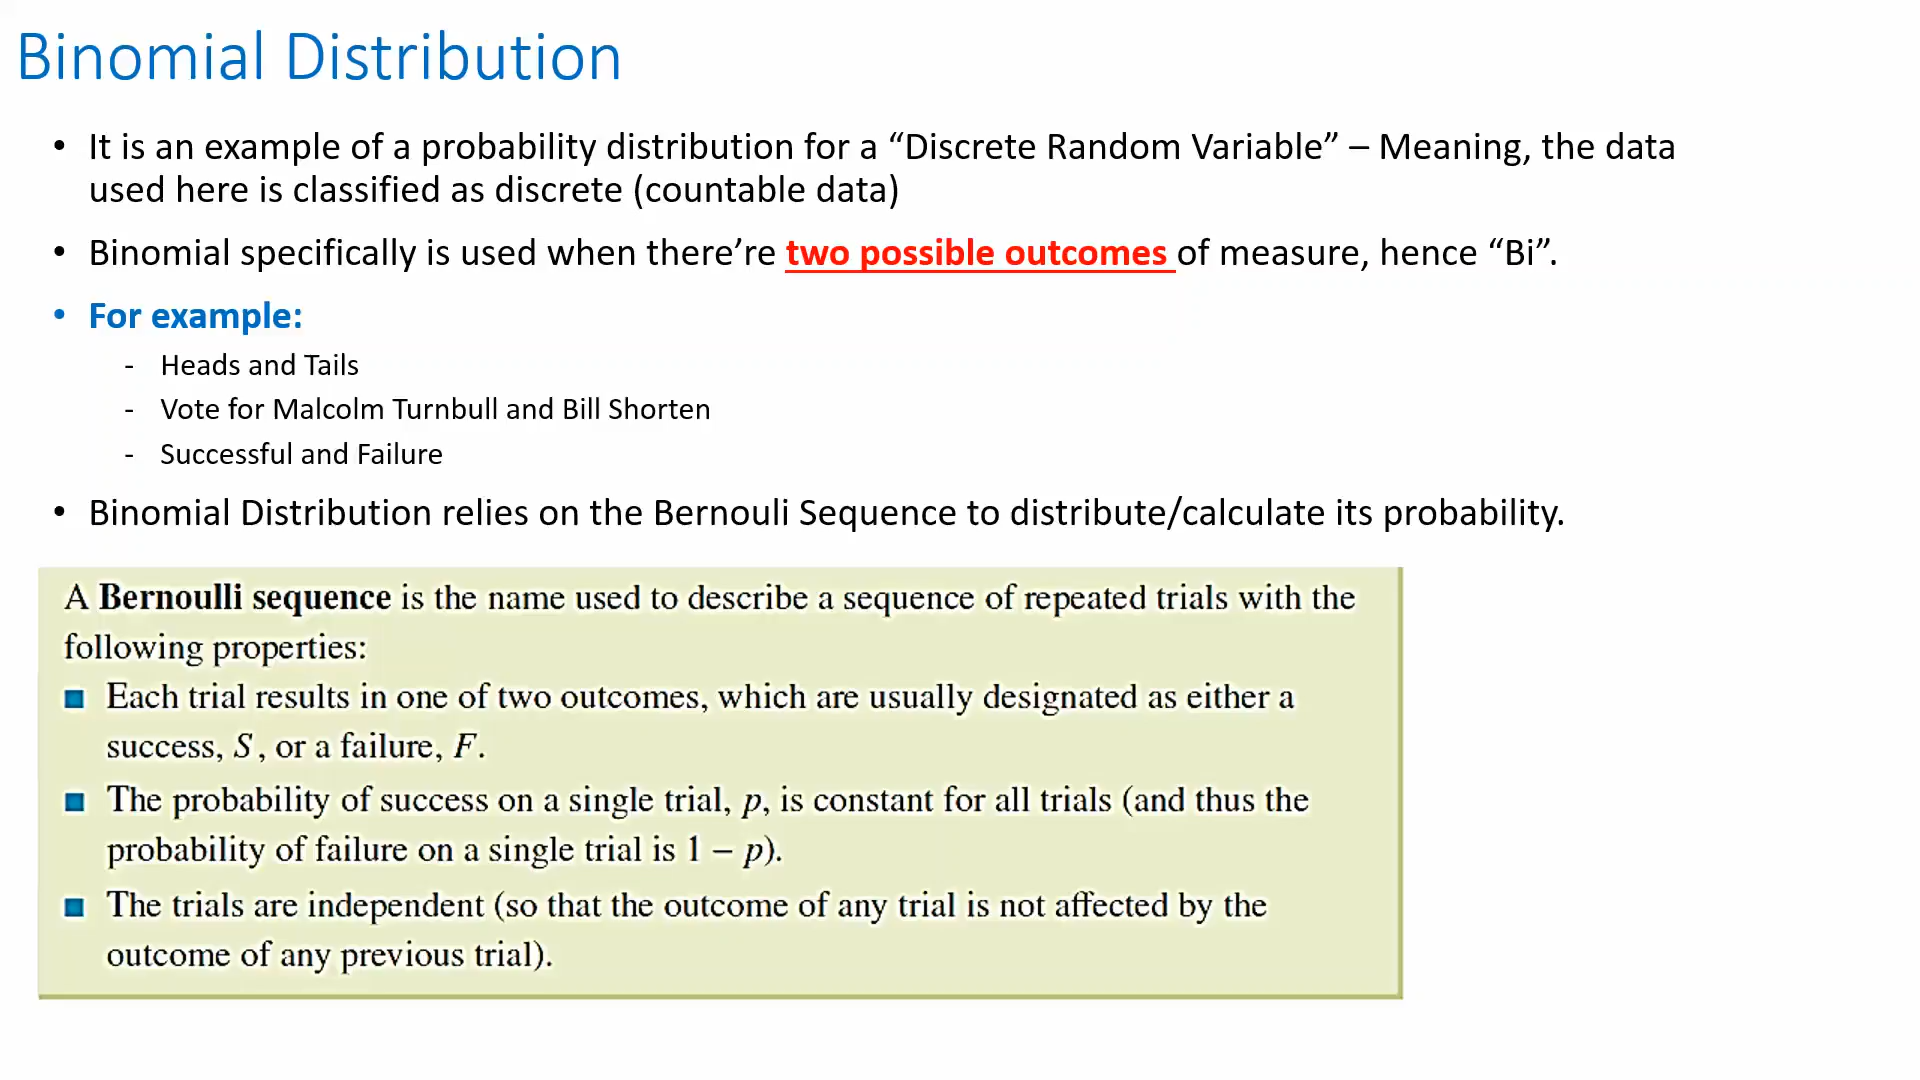 Binomial Distribution
• It is an example of a probability distribution for a “Discrete Random Variable” – Meaning, the data
used here is classified as discrete (countable data)
• Binomial specifically is used when there’re two possible outcomes of measure, hence “Bi”.
• For example:
- Heads and Tails
- Vote for Malcolm Turnbull and Bill Shorten
- Successful and Failure
• Binomial Distribution relies on the Bernouli Sequence to distribute/calculate its probability.
A Bernoulli sequence is the name used to describe a sequence of repeated trials with the
following properties:
■ Each trial results in one of two outcomes, which are usually designated as either a
success, S, or a failure, F.
■ The probability of success on a single trial, p, is constant for all trials (and thus the
probability of failure on a single trial is 1 – p).
■ The trials are independent (so that the outcome of any trial is not affected by the
outcome of any previous trial).